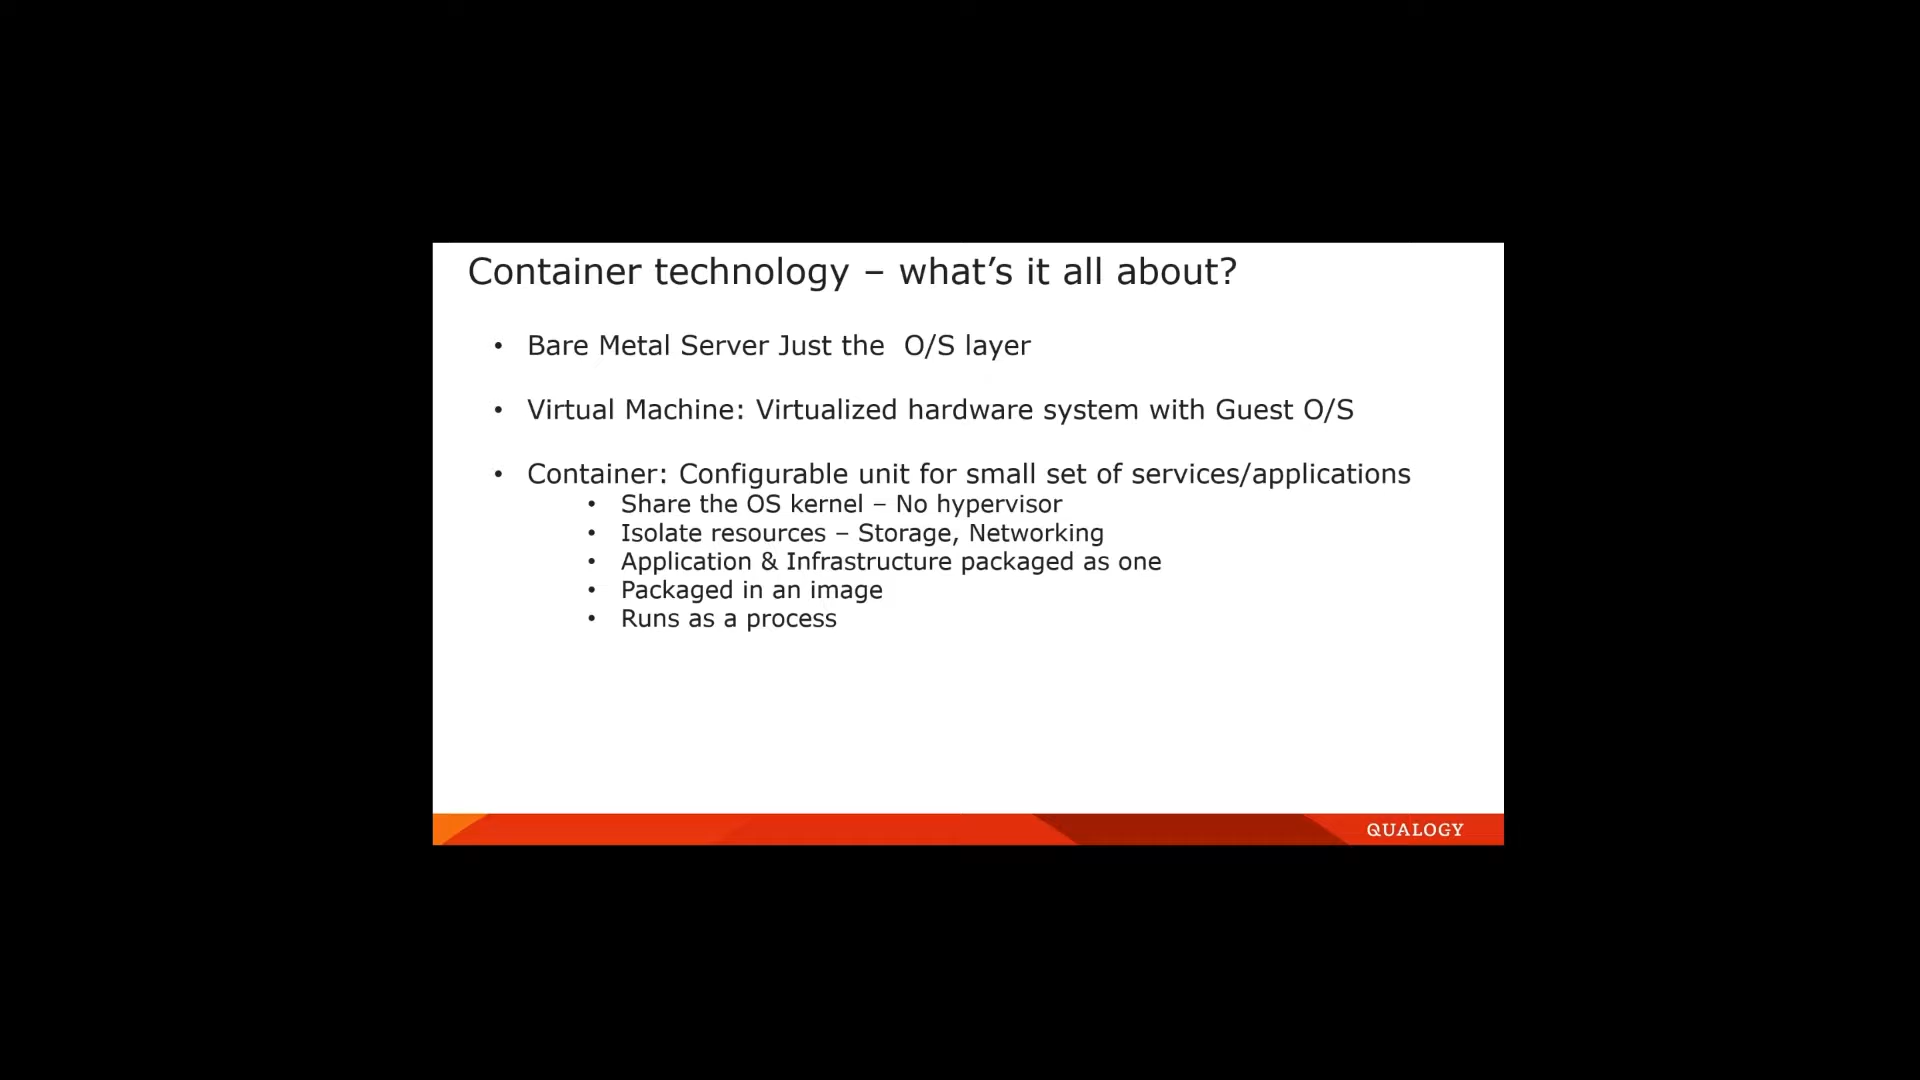 Container technology – what’s it all about?
• Bare Metal Server Just the  O/S layer
• Virtual Machine: Virtualized hardware system with Guest O/S
• Container: Configurable unit for small set of services/applications
• Share the OS kernel – No hypervisor
• Isolate resources – Storage, Networking
• Application & Infrastructure packaged as one
• Packaged in an image
• Runs as a process
QUALOGY